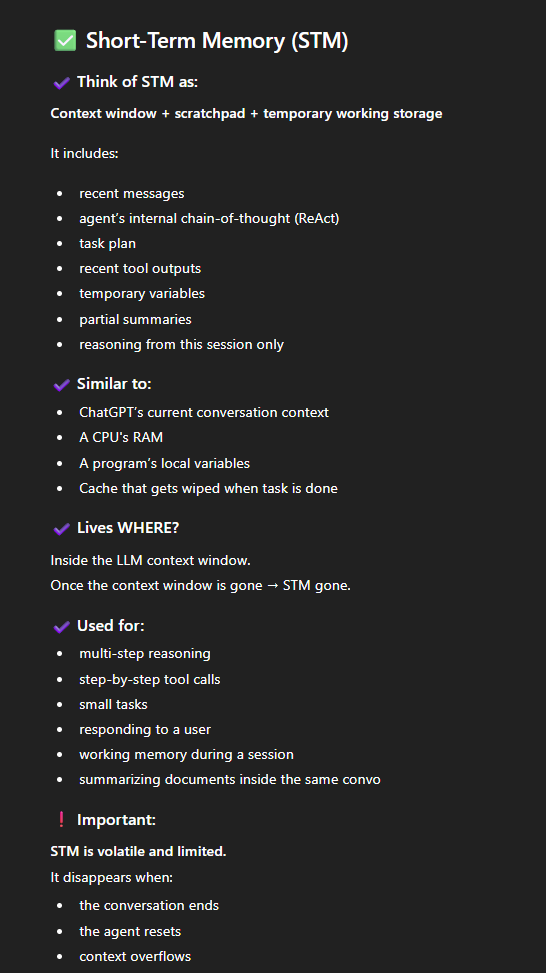 ✅ Short-Term Memory (STM)
✔ Think of STM as:
Context window + scratchpad + temporary working storage
It includes:
• recent messages
• agent’s internal chain-of-thought (ReAct)
• task plan
• recent tool outputs
• temporary variables
• partial summaries
• reasoning from this session only
✔ Similar to:
• ChatGPT’s current conversation context
• A CPU's RAM
• A program’s local variables
• Cache that gets wiped when task is done
✔ Lives WHERE?
Inside the LLM context window.
Once the context window is gone → STM gone.
✔ Used for:
• multi-step reasoning
• step-by-step tool calls
• small tasks
• responding to a user
• working memory during a session
• summarizing documents inside the same convo
❗ Important:
STM is volatile and limited.
It disappears when:
• the conversation ends
• the agent resets
• context overflows